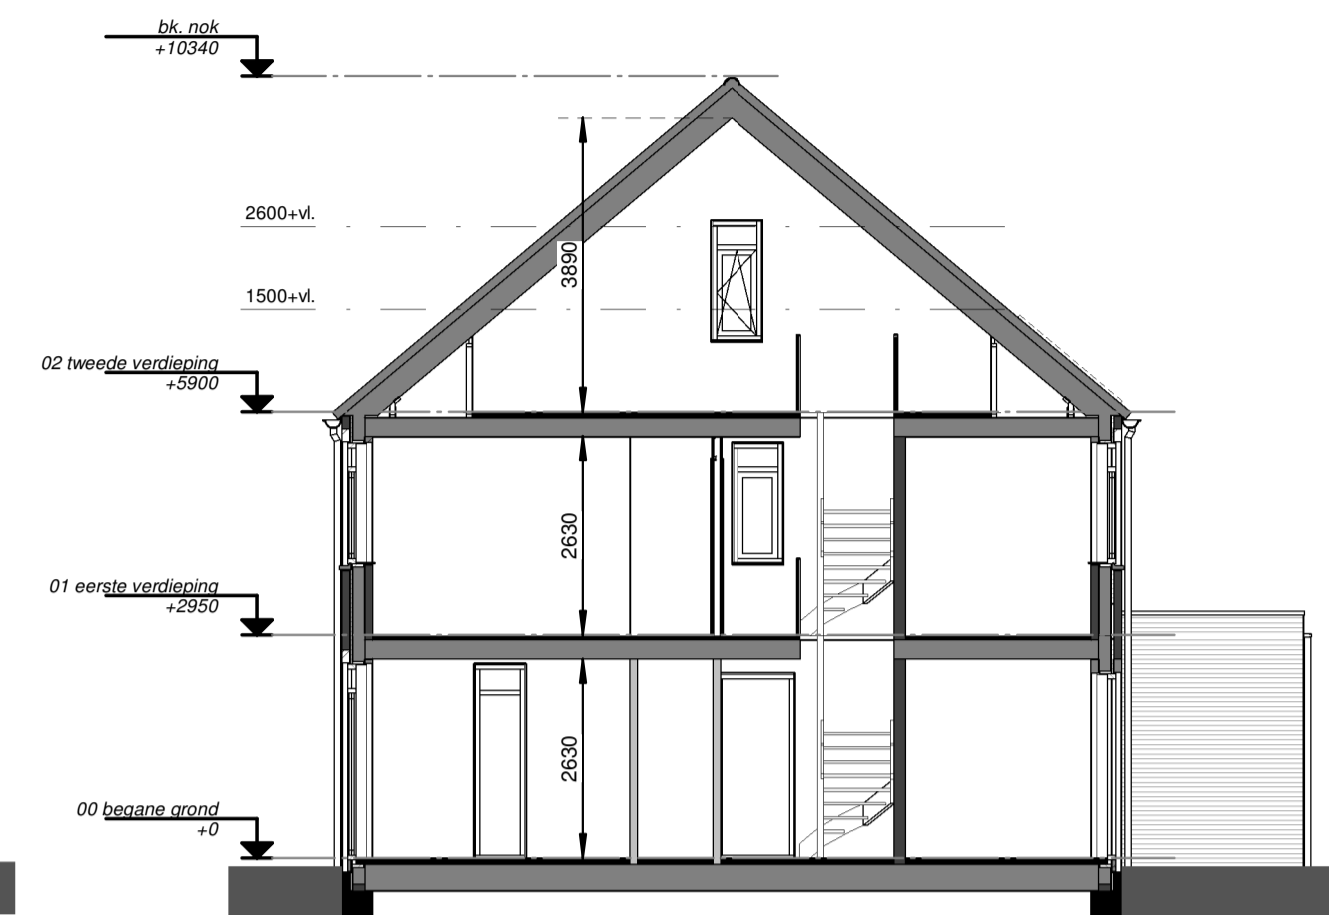 bk. nok
+10340
2600+vl.
3890
1500+vl.
02 tweede verdieping
+5900
2630
01 eerste verdieping
+2950
2630
00 begane grond
+0